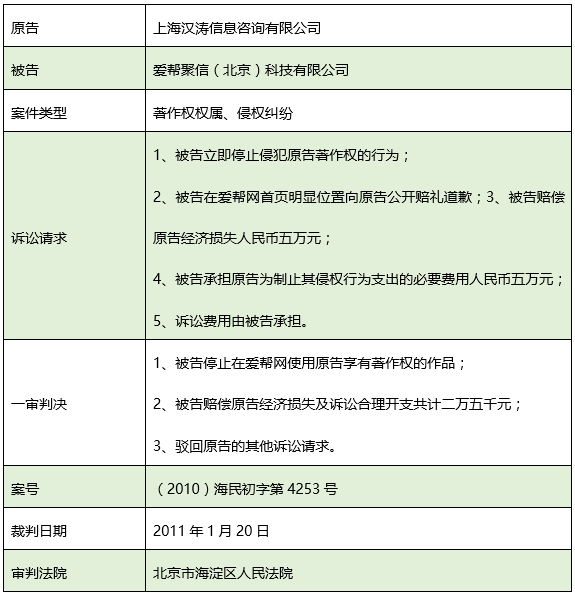 原告
上海汉涛信息咨询有限公司
被告
爱帮聚信（北京）科技有限公司
案件类型
著作权权属、侵权纠纷
诉讼请求
1、被告立即停止侵犯原告著作权的行为；
2、被告在爱帮网首页明显位置向原告公开赔礼道歉；3、被告赔偿
原告经济损失人民币五万元；
4、被告承担原告为制止其侵权行为支出的必要费用人民币五万元；
5、诉讼费用由被告承担。
一审判决
1、被告停止在爱帮网使用原告享有著作权的作品；
2、被告赔偿原告经济损失及诉讼合理开支共计二万五千元；
3、驳回原告的其他诉讼请求。
案号
（2010）海民初字第 4253 号
裁判日期
2011 年 1 月 20 日
审判法院
北京市海淀区人民法院